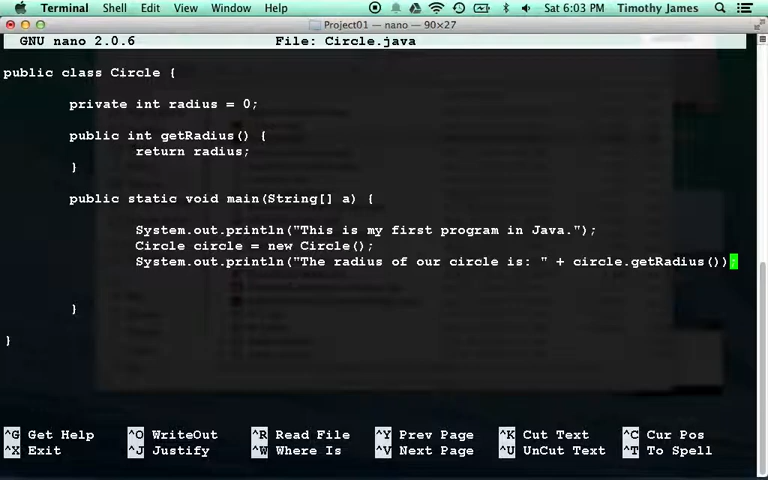 Terminal Shell Edit View Window Help Sat 6:03 PM Timothy James
Project01 — nano — 90×27
GNU nano 2.0.6 File: Circle.java
public class Circle {
private int radius = 0;
public int getRadius() {
return radius;
}
public static void main(String[] a) {
System.out.println("This is my first program in Java.");
Circle circle = new Circle();
System.out.println("The radius of our circle is: " + circle.getRadius());
}
}
^G Get Help ^O WriteOut ^R Read File ^Y Prev Page ^K Cut Text ^C Cur Pos
^X Exit ^J Justify ^W Where Is ^V Next Page ^U UnCut Text ^T To Spell